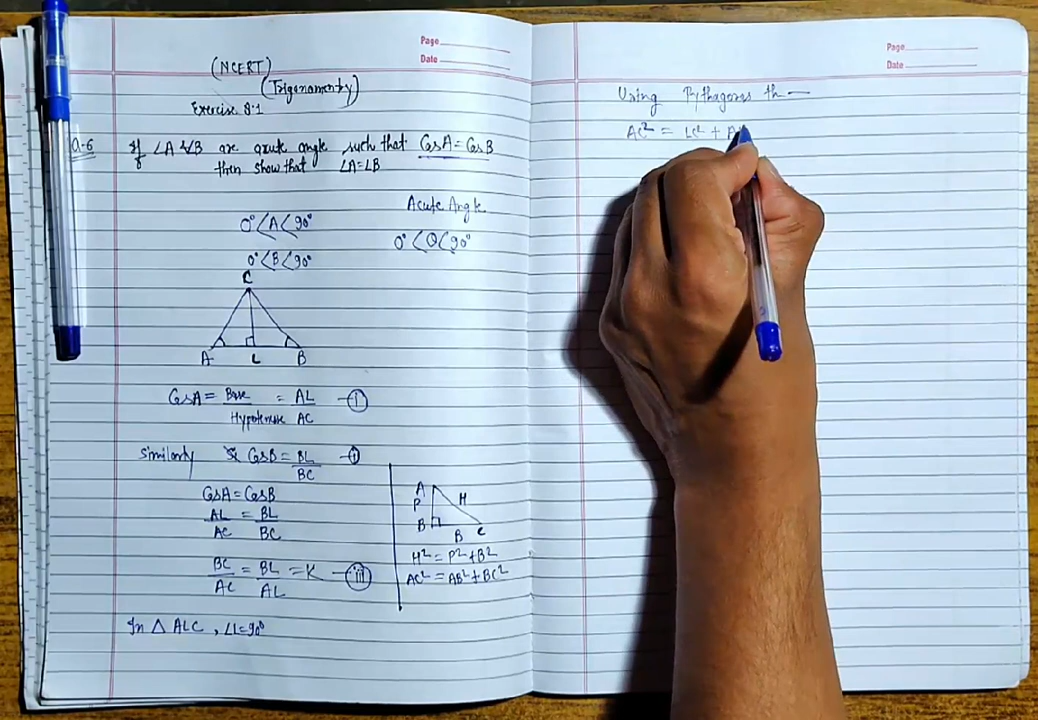 Page
Date
(NCERT)
(Trigonometry)
Exercise 8.1
Q-6 If ∠A & ∠B are acute angle such that CosA = CosB
then show that ∠A = ∠B
Acute Angle
0° < A < 90°
0° < θ < 90°
0° < B < 90°
C
A L B
CosA = Base = AL - (i)
Hypotenuse AC
Similarly CosB = BL
BC
CosA = CosB
AL = BL
AC BC
BC = BL = K - (iii)
AC AL
A
P H
B C
B
H² = P² + B²
AC² = AB² + BC²
In △ ALC, ∠L = 90°
Page
Date
Using Pythagores th -
AC² = LC² + A